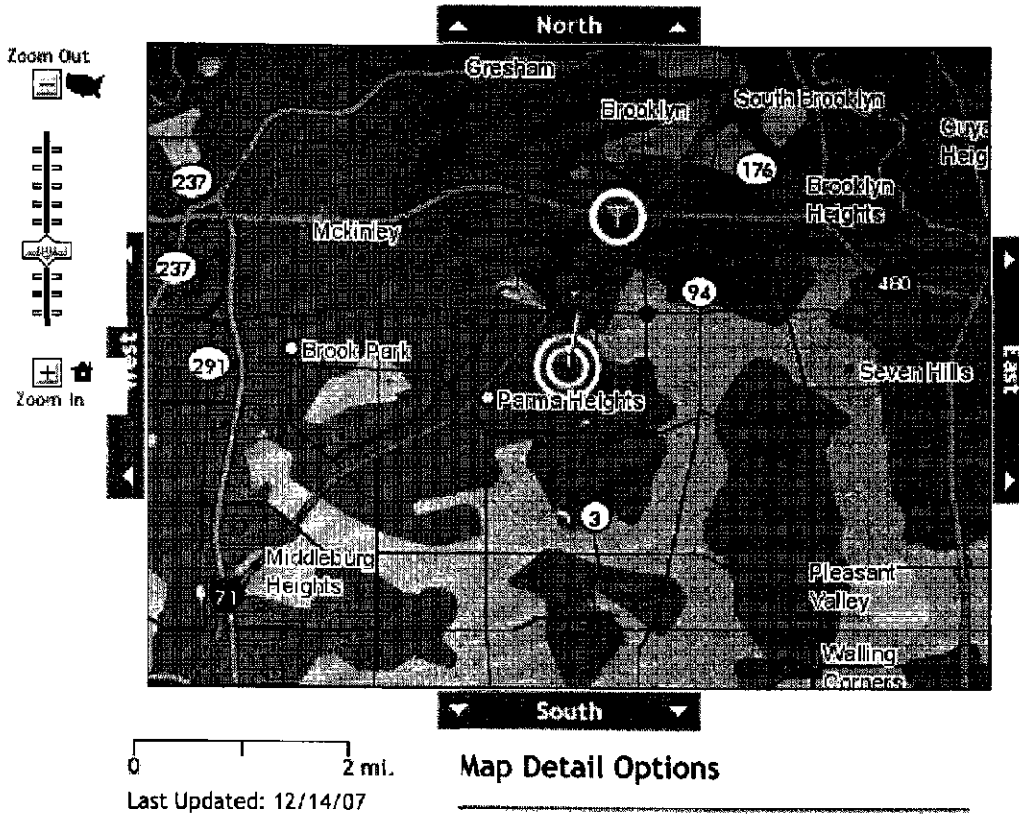 North
Zoom Out
Gresham
Brooklyn
South Brooklyn
176
237
Brooklyn
Heights
Mckinley
237
94
480
291
Brook Park
Seven Hills
East
Zoom In
Parma Heights
3
Middleburg
Heights
71
Pleasant
Valley
Walling
Corners
South
0
2 mi.
Map Detail Options
Last Updated: 12/14/07